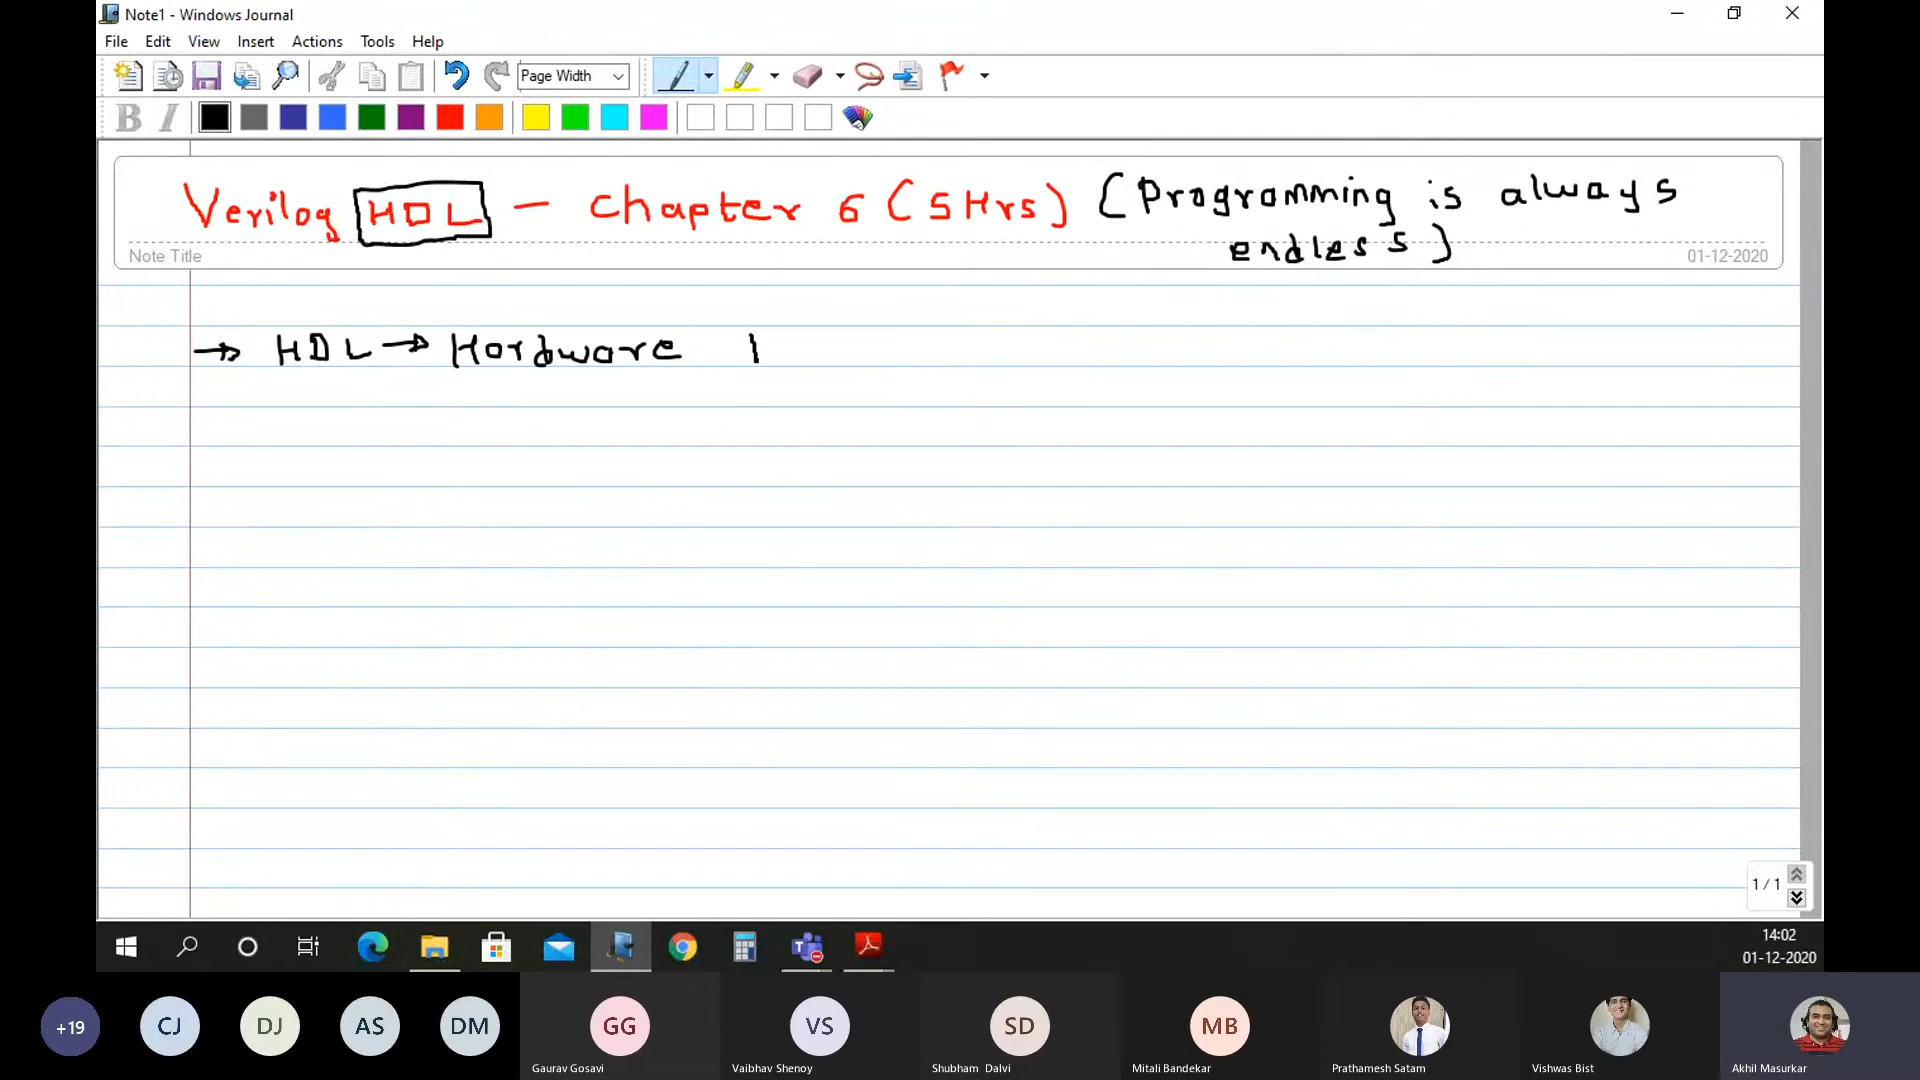 Note1 - Windows Journal
File Edit View Insert Actions Tools Help
Page Width
B I
Verilog HDL - Chapter 6 (5Hrs) (Programming is always
endless)
Note Title
01-12-2020
→ HDL → Hardware
1 / 1
14:02
01-12-2020
+19 CJ DJ AS DM GG VS SD MB
Gaurav Gosavi Vaibhav Shenoy Shubham Dalvi Mitali Bandekar Prathamesh Satam Vishwas Bist Akhil Masurkar